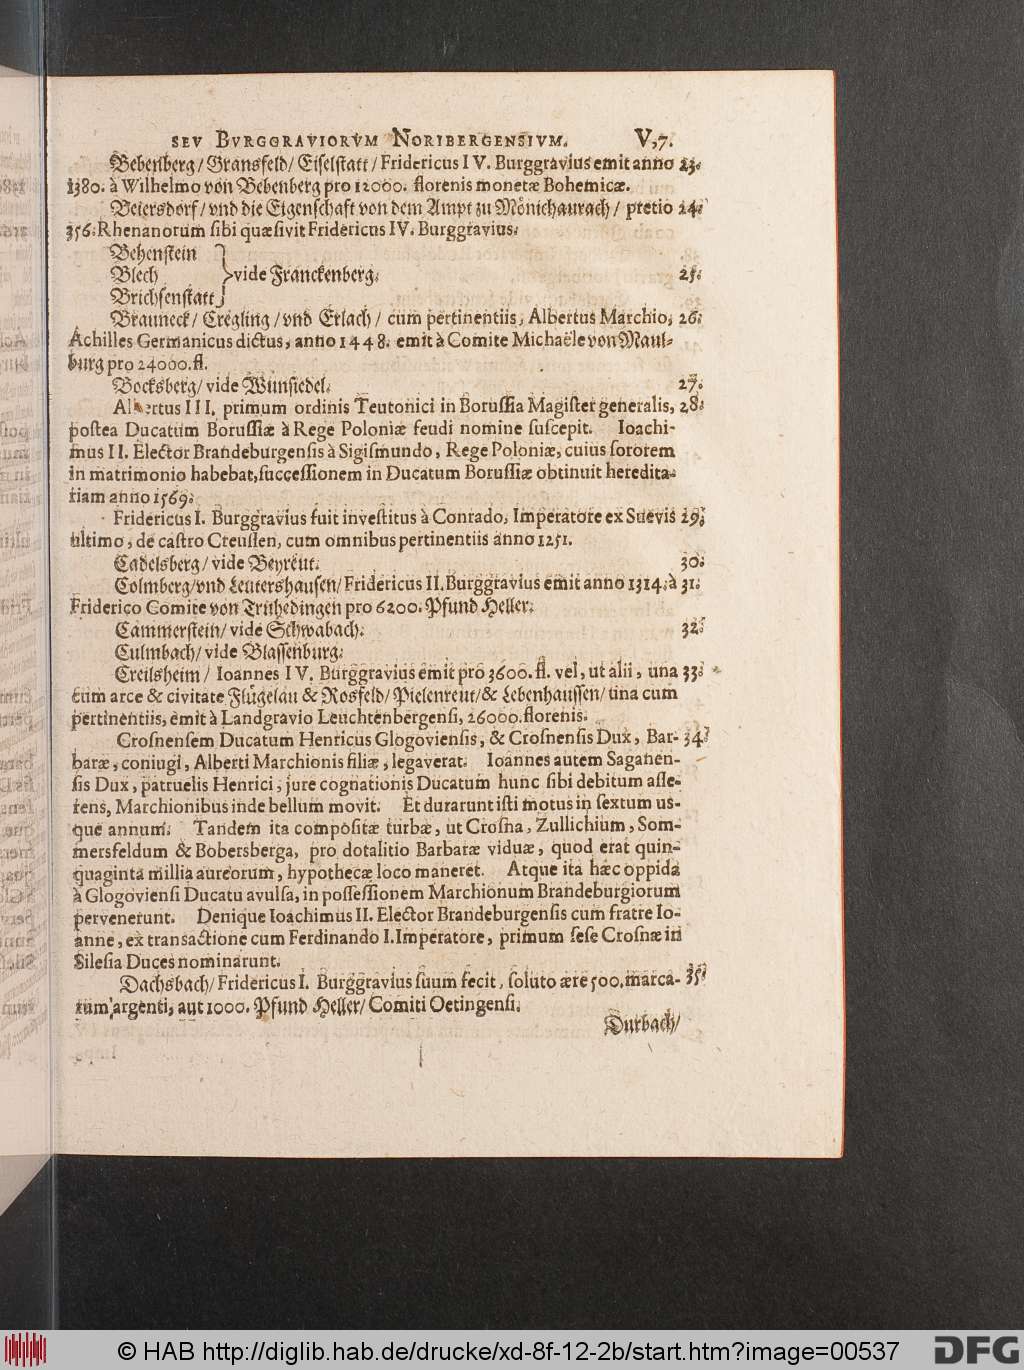 SEV BVRGGRAVIORVM NORIBERGENSIVM. V,7.
Bebenberg/ Gransfeld/ Eiselstatt/ Fridericus IV. Burggravius emit anno 23.
1380. à Wilhelmo von Bebenberg pro 12000. florenis monetæ Bohemicæ.
Beiersdorf/ vnd die Eigenschaft von dem Ampt zu Mönichaurach/ pretio 24.
356. Rhenanorum sibi quæsivit Fridericus IV. Burggravius.
Behenstein
Blech } vide Franckenberg. 25.
Brichsenstatt
Brauneck/ Cregling/ vnd Erlach/ cum pertinentiis, Albertus Marchio, 26.
Achilles Germanicus dictus, anno 1448. emit à Comite Michaële von Maul-
burg pro 24000. fl.
Bocksberg/ vide Wunsiedel. 27.
Albertus III. primum ordinis Teutonici in Borussia Magister generalis, 28.
postea Ducatum Borussiæ à Rege Poloniæ feudi nomine suscepit. Ioachi-
mus II. Elector Brandeburgensis à Sigismundo, Rege Poloniæ, cuius sororem
in matrimonio habebat, successionem in Ducatum Borussiæ obtinuit heredita-
riam anno 1569.
Fridericus I. Burggravius fuit investitus à Conrado, Imperatore ex Suevis 29.
ultimo, de castro Creussen, cum omnibus pertinentiis anno 1251.
Cadelsberg/ vide Beyreut. 30.
Colmberg/ vnd Leutershausen/ Fridericus II. Burggravius emit anno 1314. à 31.
Friderico Comite von Truhedingen pro 6200. Pfund Heller.
Cammerstein/ vide Schwabach. 32.
Culmbach/ vide Blassenburg.
Creilsheim/ Ioannes IV. Burggravius emit pro 3600. fl. vel, ut alii, una 33.
cum arce & civitate Flügelau & Rosfeld/ Pielenreut/ & Lebenhaussen/ una cum
pertinentiis, emit à Landgravio Leuchtenbergensi, 26000. florenis.
Crosnensem Ducatum Henricus Glogoviensis, & Crosnensis Dux, Bar- 34.
baræ, coniugi, Alberti Marchionis filiæ, legaverat. Ioannes autem Saganen-
sis Dux, patruelis Henrici, jure cognationis Ducatum hunc sibi debitum asse-
rens, Marchionibus inde bellum movit. Et durarunt isti motus in sextum us-
que annum. Tandem ita compositæ turbæ, ut Crosna, Zullichium, Som-
mersfeldum & Bobersberga, pro dotalitio Barbaræ viduæ, quod erat quin-
quaginta millia aureorum, hypothecæ loco maneret. Atque ita hæc oppida
à Glogoviensi Ducatu avulsa, in possessionem Marchionum Brandeburgiorum
pervenerunt. Denique Ioachimus II. Elector Brandeburgensis cum fratre Io-
anne, ex transactione cum Ferdinando I. Imperatore, primum sese Crosnæ in
Silesia Duces nominarunt.
Dachsbach/ Fridericus I. Burggravius suum fecit, soluto ære 500. marca- 35.
rum argenti, aut 1000. Pfund Heller/ Comiti Oetingensi.
Durbach/
© HAB http://diglib.hab.de/drucke/xd-8f-12-2b/start.htm?image=00537
DFG